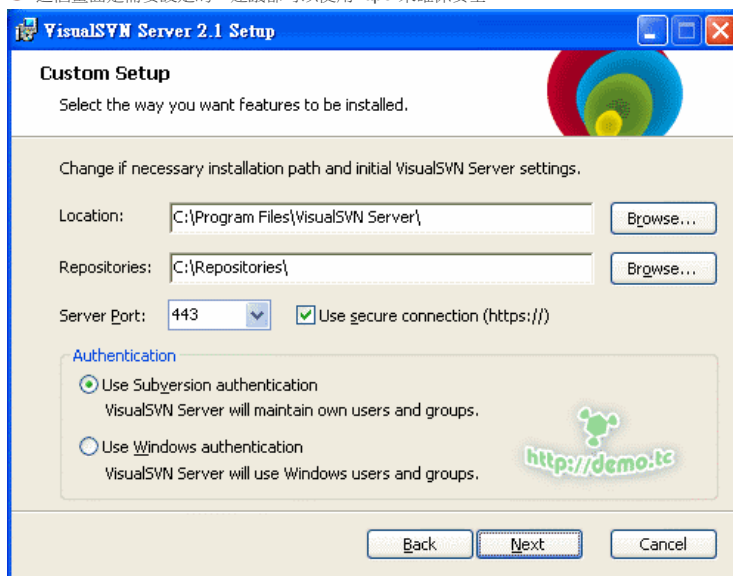 VisualSVN Server 2.1 Setup
Custom Setup
Select the way you want features to be installed.
Change if necessary installation path and initial VisualSVN Server settings.
Location: C:\Program Files\VisualSVN Server\ Browse...
Repositories: C:\Repositories\ Browse...
Server Port: 443 Use secure connection (https://)
Authentication
Use Subversion authentication
VisualSVN Server will maintain own users and groups.
Use Windows authentication
VisualSVN Server will use Windows users and groups.
http://demo.tc
Back Next Cancel